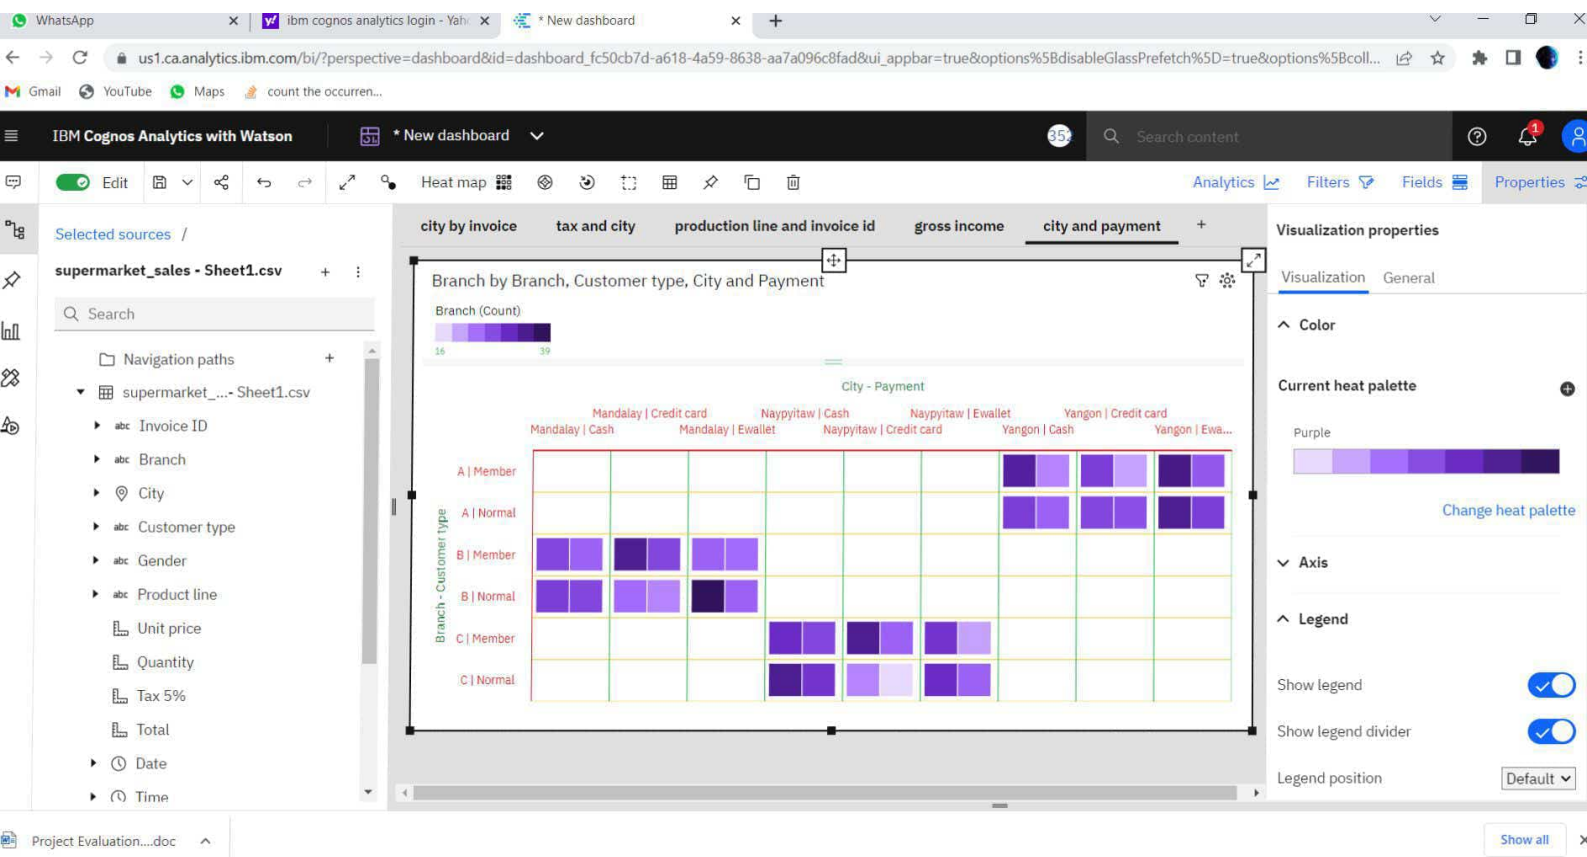 WhatsApp
ibm cognos analytics login - Yah
* New dashboard
us1.ca.analytics.ibm.com/bi/?perspective=dashboard&id=dashboard_fc50cb7d-a618-4a59-8638-aa7a096c8fad&ui_appbar=true&options%5BdisableGlassPrefetch%5D=true&options%5Bcoll...
Gmail YouTube Maps count the occurren...
IBM Cognos Analytics with Watson
* New dashboard
352
Search content
1
Edit
Heat map
Analytics
Filters
Fields
Properties
Selected sources /
supermarket_sales - Sheet1.csv
Search
Navigation paths
supermarket_...- Sheet1.csv
abc Invoice ID
abc Branch
City
abc Customer type
abc Gender
abc Product line
Unit price
Quantity
Tax 5%
Total
Date
Time
city by invoice
tax and city
production line and invoice id
gross income
city and payment
Branch by Branch, Customer type, City and Payment
Branch (Count)
16 39
City - Payment
Mandalay | Credit card Naypyitaw | Cash Naypyitaw | Ewallet Yangon | Credit card
Mandalay | Cash Mandalay | Ewallet Naypyitaw | Credit card Yangon | Cash Yangon | Ewa...
Branch - Customer type
A | Member
A | Normal
B | Member
B | Normal
C | Member
C | Normal
Visualization properties
Visualization General
Color
Current heat palette
Purple
Change heat palette
Axis
Legend
Show legend
Show legend divider
Legend position
Default
Project Evaluation....doc
Show all